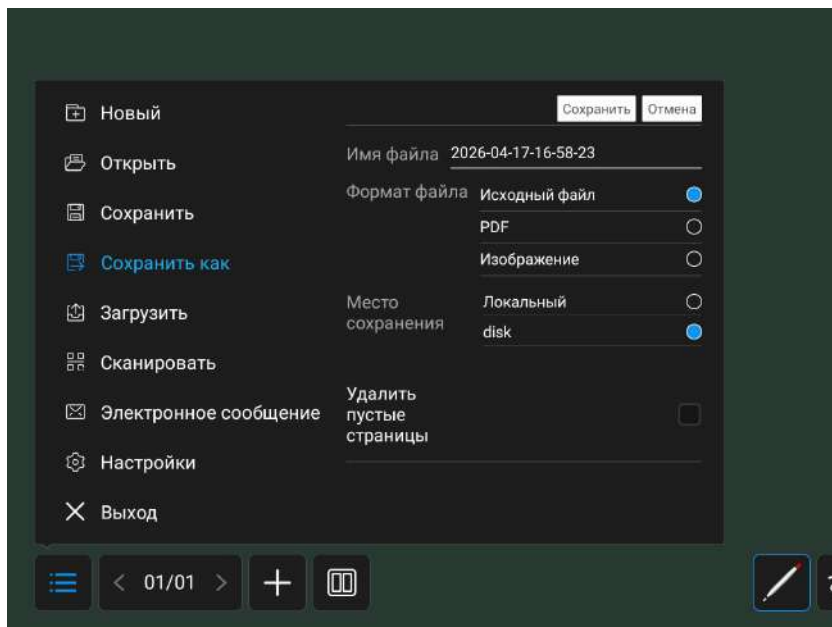 Новый
Открыть
Сохранить
Сохранить как
Загрузить
Сканировать
Электронное сообщение
Настройки
Выход
Сохранить Отмена
Имя файла 2026-04-17-16-58-23
Формат файла Исходный файл
PDF
Изображение
Место
сохранения
Локальный
disk
Удалить
пустые
страницы
< 01/01 >